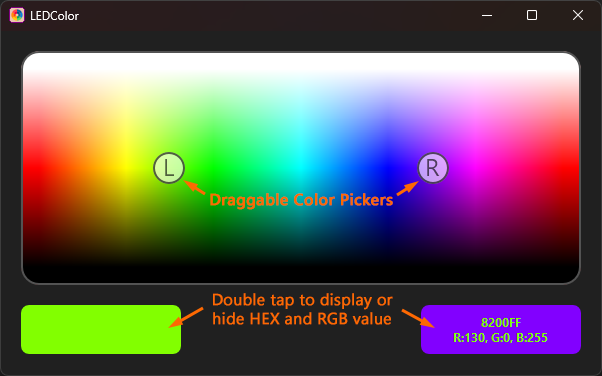 LEDColor
L
R
Draggable Color Pickers
Double tap to display or
hide HEX and RGB value
8200FF
R:130, G:0, B:255